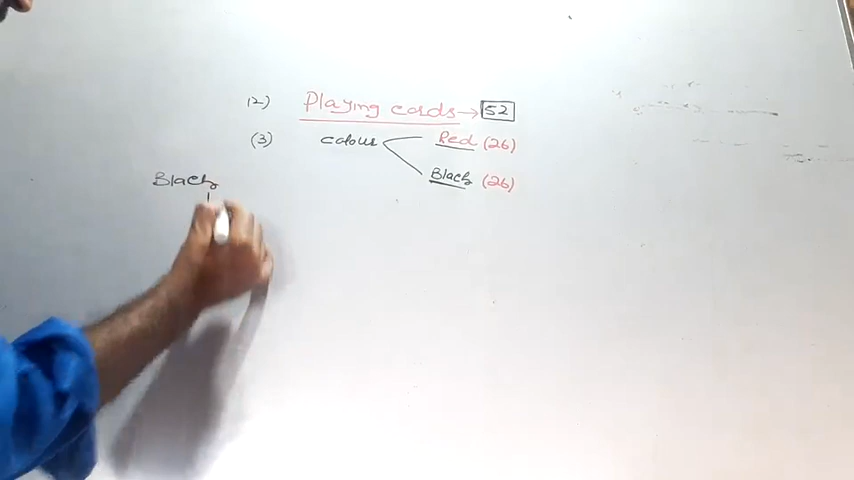 12) Playing cards → 52
(3) colour Red (26)
Black (26)
Black